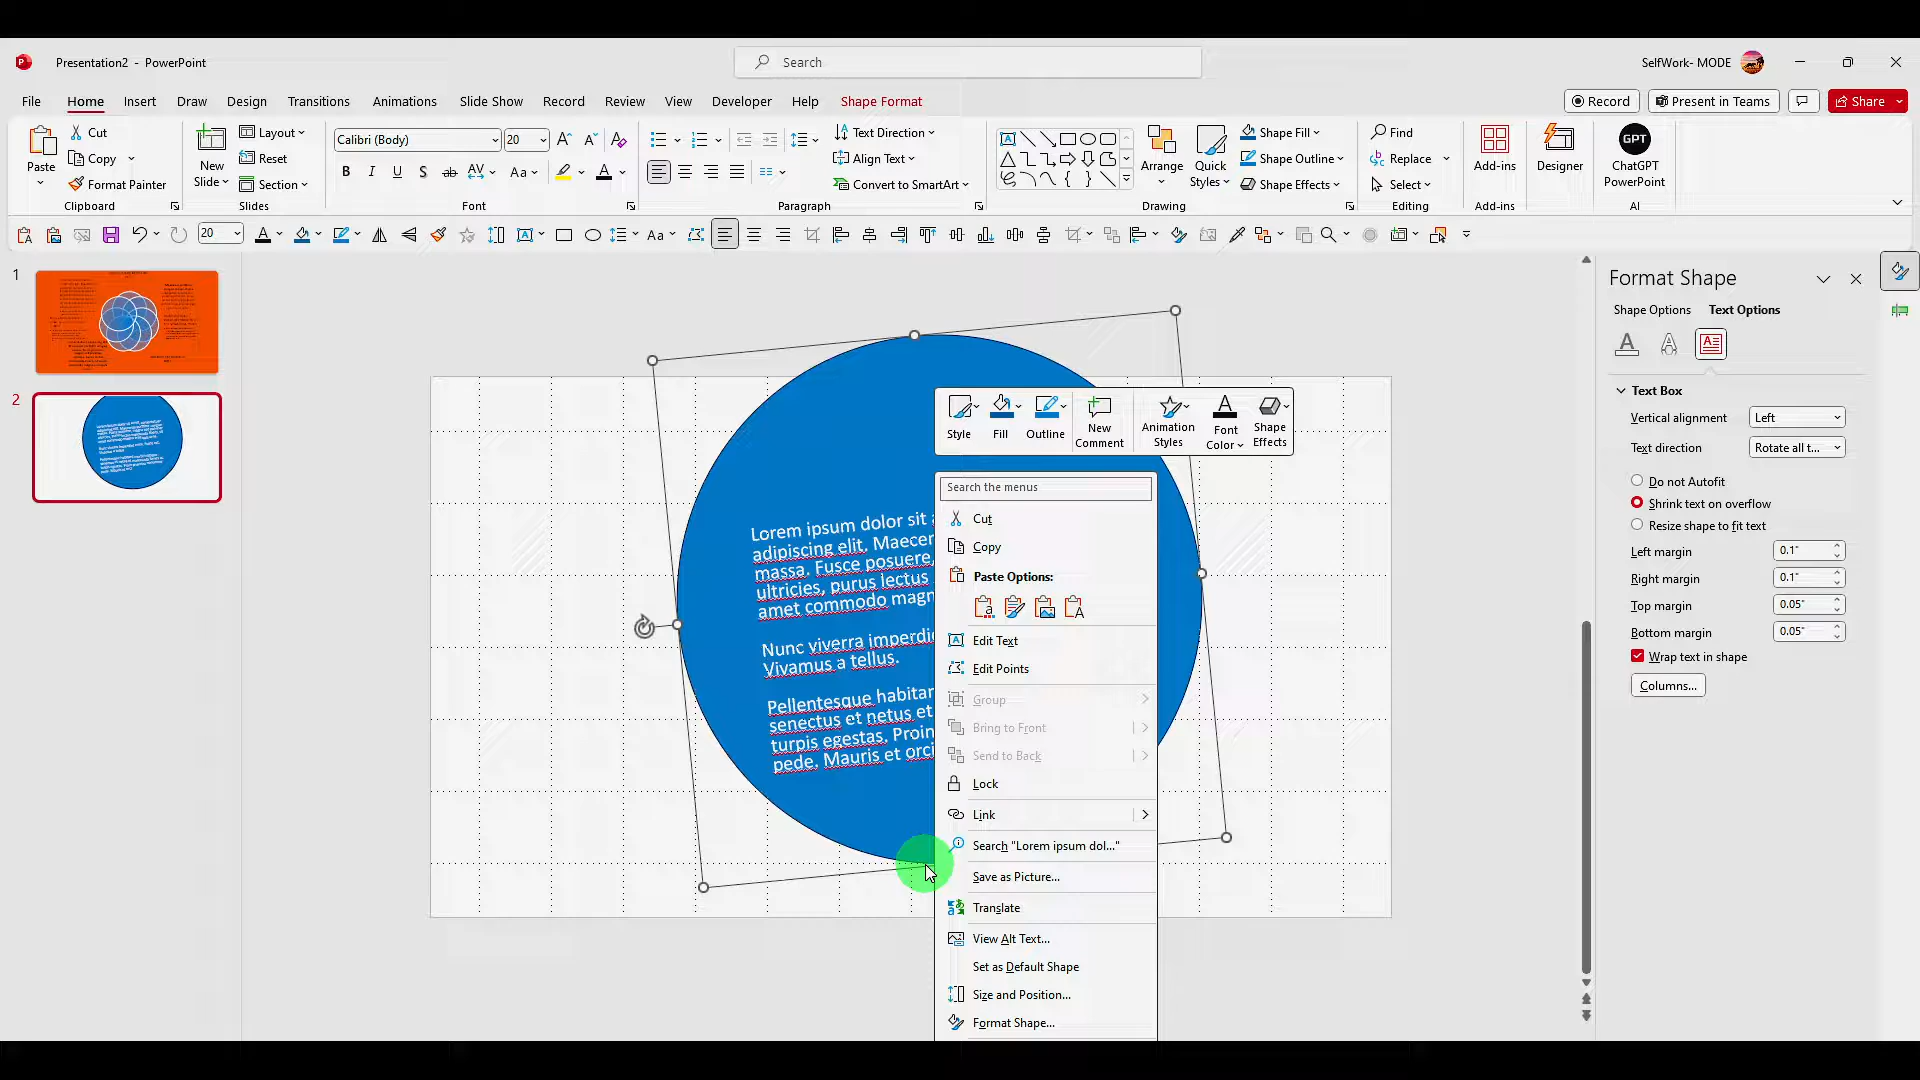 Presentation2 - PowerPoint
Search
SelfWork- MODE
File Home Insert Draw Design Transitions Animations Slide Show Record Review View Developer Help Shape Format
Record Present in Teams Share
Paste
Cut
Copy
Format Painter
Clipboard
New Slide
Layout
Reset
Section
Slides
Calibri (Body) 20
Font
Text Direction
Align Text
Convert to SmartArt
Paragraph
Arrange
Quick Styles
Shape Fill
Shape Outline
Shape Effects
Drawing
Find
Replace
Select
Editing
Add-ins
Add-ins
Designer
GPT
ChatGPT PowerPoint
AI
20
1
2
Lorem ipsum dolor sit
adipiscing elit. Maecen
massa. Fusce posuere,
ultricies, purus lectus
amet commodo magn
Nunc viverra imperdie
Vivamus a tellus.
Pellentesque habitan
senectus et netus et
turpis egestas. Proin
pede. Mauris et orci
Style
Fill
Outline
New Comment
Animation Styles
Font Color
Shape Effects
Search the menus
Cut
Copy
Paste Options:
Edit Text
Edit Points
Group
Bring to Front
Send to Back
Lock
Link
Search "Lorem ipsum dol..."
Save as Picture...
Translate
View Alt Text...
Set as Default Shape
Size and Position...
Format Shape...
Format Shape
Shape Options Text Options
Text Box
Vertical alignment Left
Text direction Rotate all t...
Do not Autofit
Shrink text on overflow
Resize shape to fit text
Left margin 0.1"
Right margin 0.1"
Top margin 0.05"
Bottom margin 0.05"
Wrap text in shape
Columns...